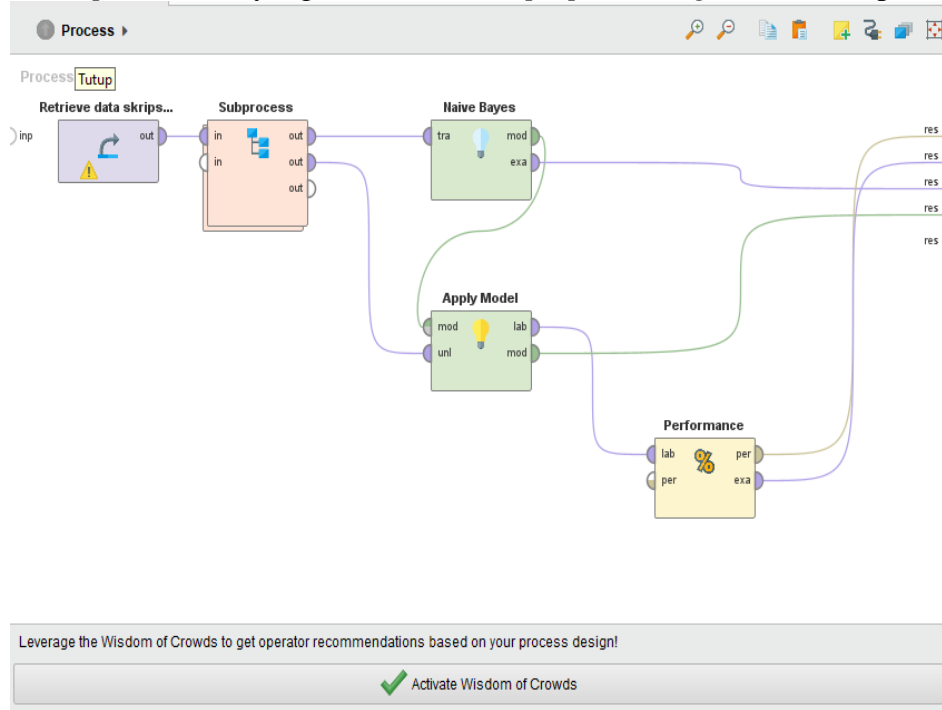 Process
Process
Tutup
Retrieve data skrips...
Subprocess
Naive Bayes
inp
out
in
out
in
out
out
tra
mod
exa
res
res
res
res
res
Apply Model
mod
lab
unl
mod
Performance
%
lab
per
per
exa
Leverage the Wisdom of Crowds to get operator recommendations based on your process design!
Activate Wisdom of Crowds